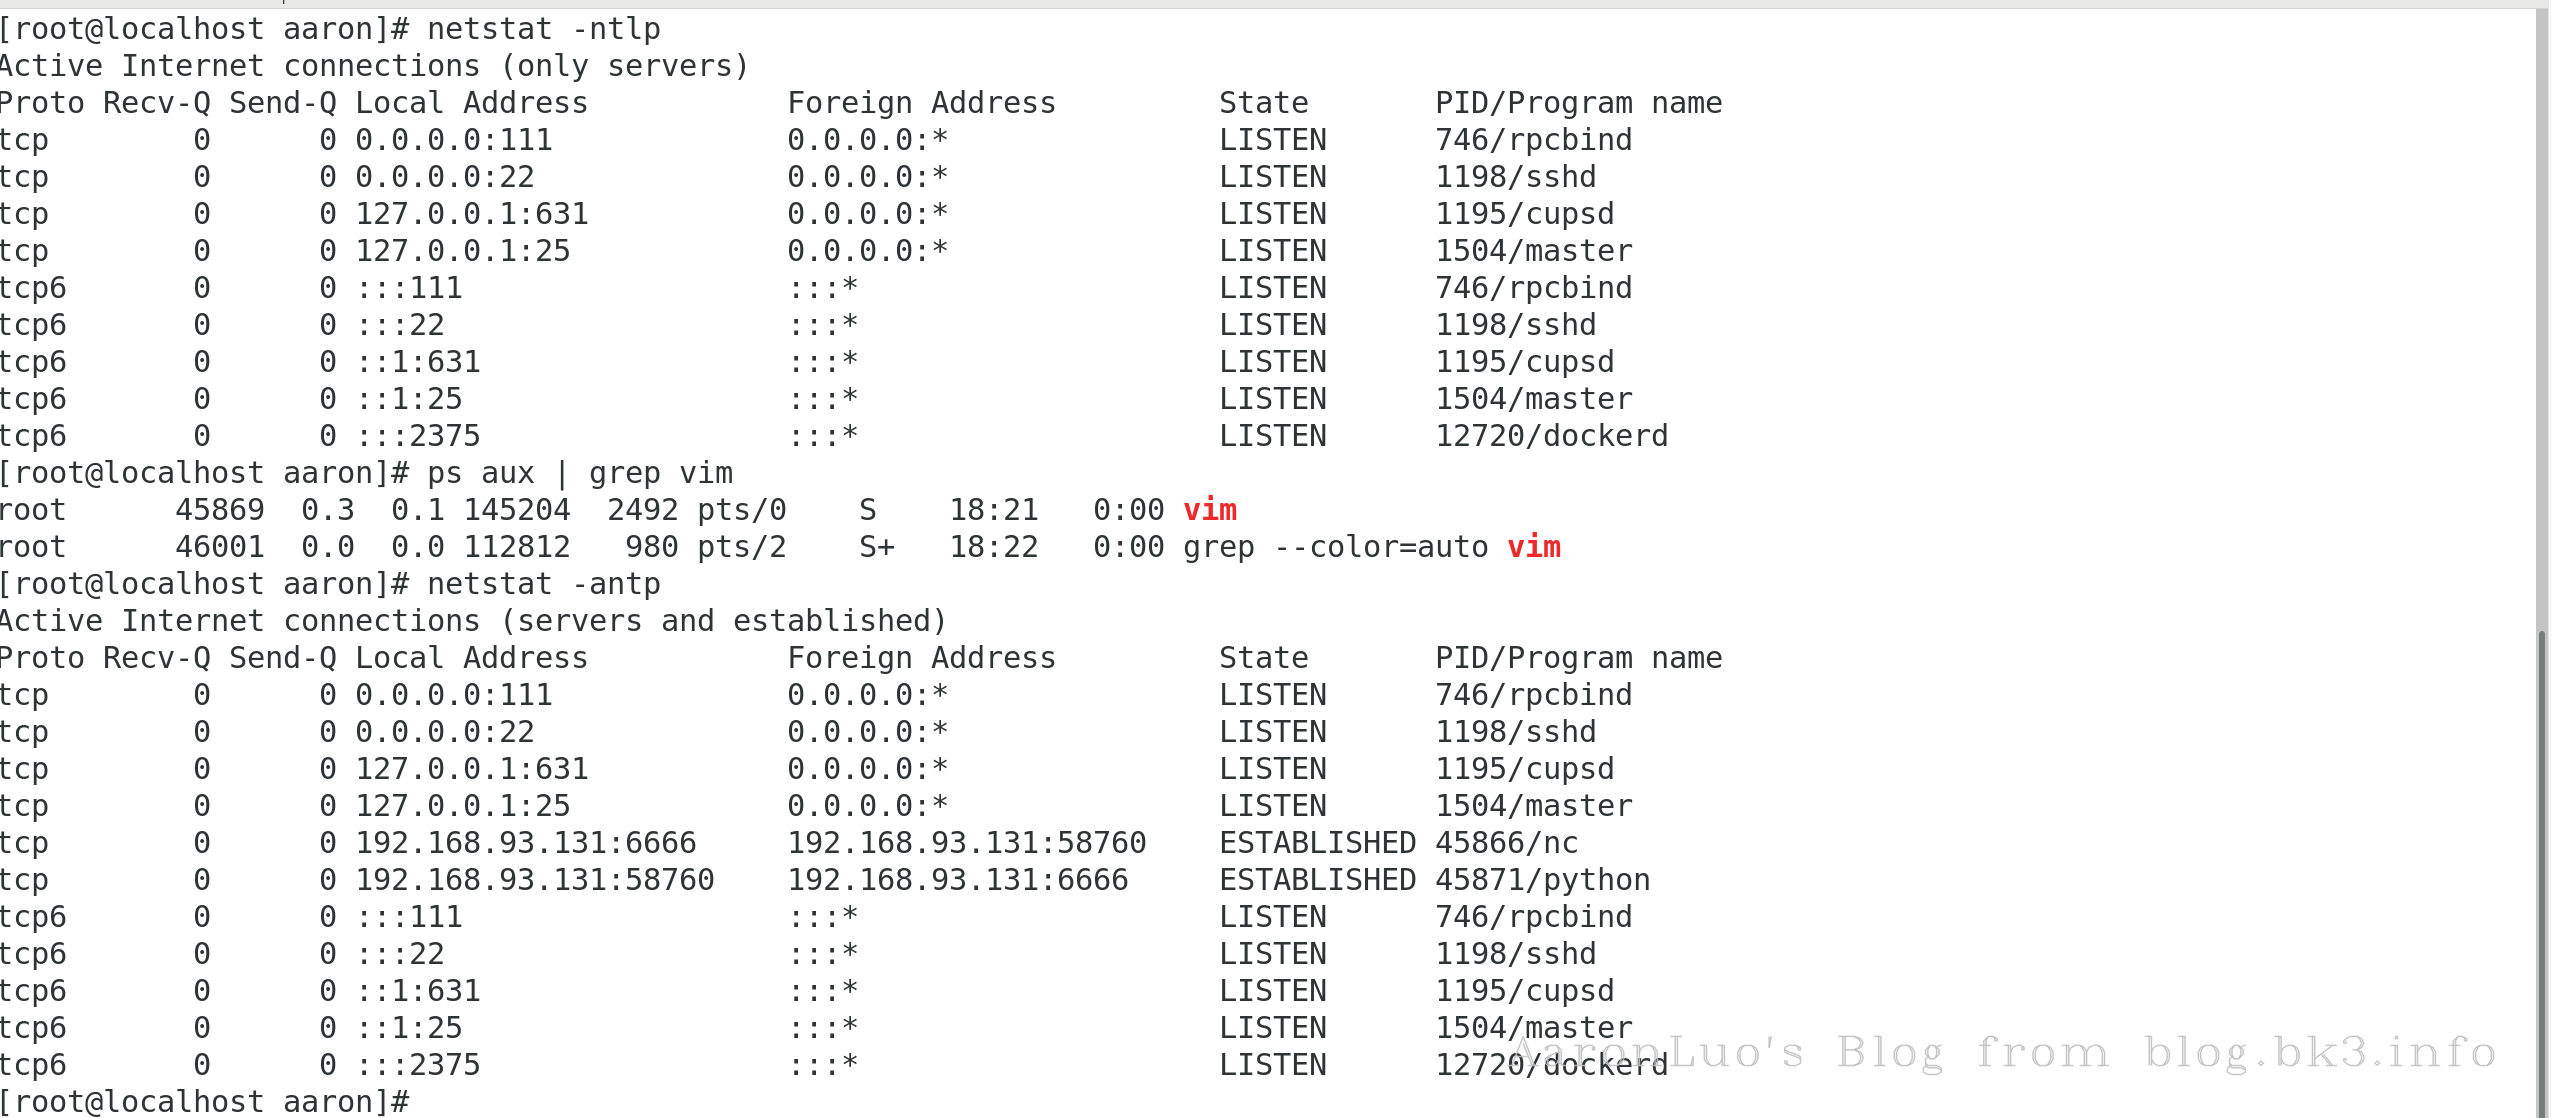 [root@localhost aaron]# netstat -ntlp
Active Internet connections (only servers)
Proto Recv-Q Send-Q Local Address           Foreign Address         State       PID/Program name
tcp        0      0 0.0.0.0:111             0.0.0.0:*               LISTEN      746/rpcbind
tcp        0      0 0.0.0.0:22              0.0.0.0:*               LISTEN      1198/sshd
tcp        0      0 127.0.0.1:631           0.0.0.0:*               LISTEN      1195/cupsd
tcp        0      0 127.0.0.1:25            0.0.0.0:*               LISTEN      1504/master
tcp6       0      0 :::111                  :::*                    LISTEN      746/rpcbind
tcp6       0      0 :::22                   :::*                    LISTEN      1198/sshd
tcp6       0      0 ::1:631                 :::*                    LISTEN      1195/cupsd
tcp6       0      0 ::1:25                  :::*                    LISTEN      1504/master
tcp6       0      0 :::2375                 :::*                    LISTEN      12720/dockerd
[root@localhost aaron]# ps aux | grep vim
root      45869  0.3  0.1 145204  2492 pts/0    S    18:21   0:00 vim
root      46001  0.0  0.0 112812   980 pts/2    S+   18:22   0:00 grep --color=auto vim
[root@localhost aaron]# netstat -antp
Active Internet connections (servers and established)
Proto Recv-Q Send-Q Local Address           Foreign Address         State       PID/Program name
tcp        0      0 0.0.0.0:111             0.0.0.0:*               LISTEN      746/rpcbind
tcp        0      0 0.0.0.0:22              0.0.0.0:*               LISTEN      1198/sshd
tcp        0      0 127.0.0.1:631           0.0.0.0:*               LISTEN      1195/cupsd
tcp        0      0 127.0.0.1:25            0.0.0.0:*               LISTEN      1504/master
tcp        0      0 192.168.93.131:6666     192.168.93.131:58760    ESTABLISHED 45866/nc
tcp        0      0 192.168.93.131:58760    192.168.93.131:6666     ESTABLISHED 45871/python
tcp6       0      0 :::111                  :::*                    LISTEN      746/rpcbind
tcp6       0      0 :::22                   :::*                    LISTEN      1198/sshd
tcp6       0      0 ::1:631                 :::*                    LISTEN      1195/cupsd
tcp6       0      0 ::1:25                  :::*                    LISTEN      1504/master
tcp6       0      0 :::2375                 :::*                    LISTEN      12720/dockerd
AaronLuo's Blog from blog.bk3.info
[root@localhost aaron]#